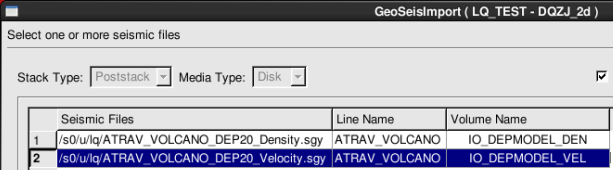 GeoSeisImport ( LQ_TEST - DQZJ_2d )
Select one or more seismic files
Stack Type: Poststack Media Type: Disk
Seismic Files Line Name Volume Name
1 /s0/u/lq/ATRAV_VOLCANO_DEP20_Density.sgy ATRAV_VOLCANO IO_DEPMODEL_DEN
2 /s0/u/lq/ATRAV_VOLCANO_DEP20_Velocity.sgy ATRAV_VOLCANO IO_DEPMODEL_VEL